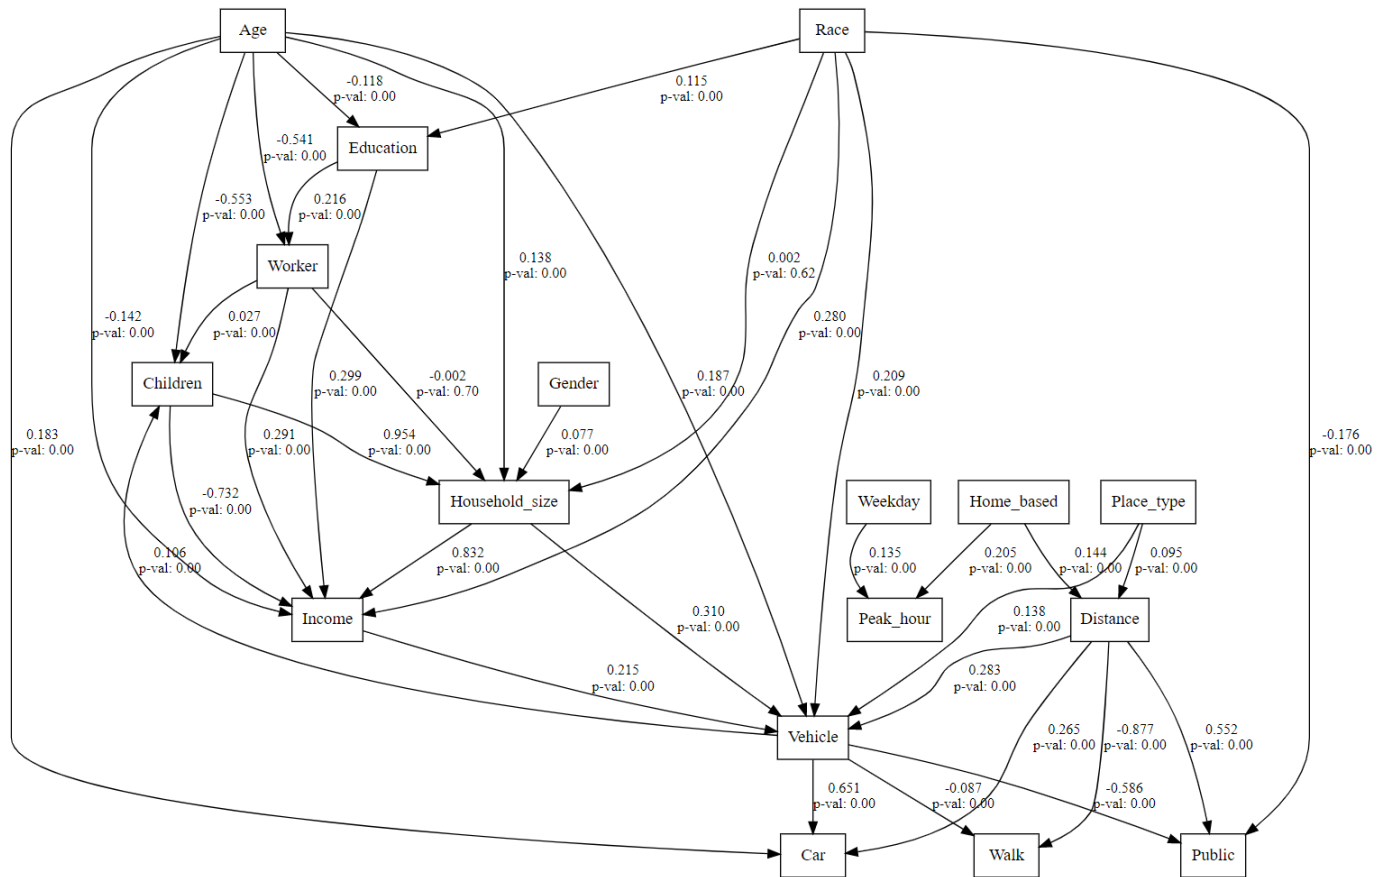 Age
Race
-0.118
p-val: 0.00
0.115
p-val: 0.00
Education
-0.541
p-val: 0.00
-0.553
p-val: 0.00
0.216
p-val: 0.00
Worker
0.138
p-val: 0.00
0.002
p-val: 0.62
-0.142
p-val: 0.00
0.027
p-val: 0.00
0.280
p-val: 0.00
Children
Gender
0.299
p-val: 0.00
-0.002
p-val: 0.70
0.187
p-val: 0.00
0.209
p-val: 0.00
0.183
p-val: 0.00
0.291
p-val: 0.00
0.954
p-val: 0.00
0.077
p-val: 0.00
-0.176
p-val: 0.00
Household_size
Weekday
Home_based
Place_type
-0.732
p-val: 0.00
0.106
p-val: 0.00
0.832
p-val: 0.00
0.135
p-val: 0.00
0.205
p-val: 0.00
0.144
p-val: 0.00
0.095
p-val: 0.00
Income
Peak_hour
Distance
0.310
p-val: 0.00
0.138
p-val: 0.00
0.215
p-val: 0.00
0.283
p-val: 0.00
Vehicle
0.265
p-val: 0.00
-0.877
p-val: 0.00
0.552
p-val: 0.00
0.651
p-val: 0.00
-0.087
p-val: 0.00
-0.586
p-val: 0.00
Car
Walk
Public